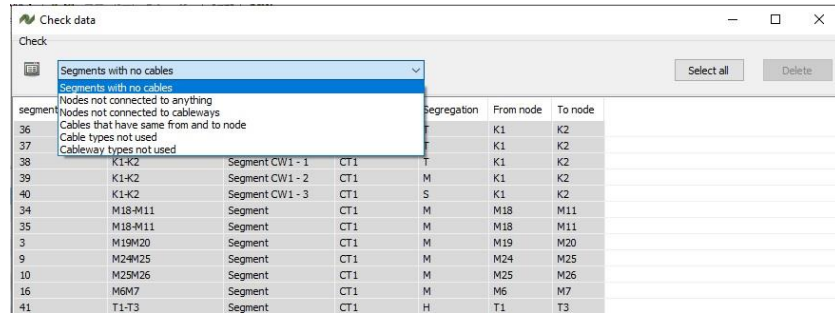 Check data
Check
Segments with no cables
Select all Delete
Segments with no cables
Nodes not connected to anything
Nodes not connected to cableways
Cables that have same from and to node
Cable types not used
Cableway types not used
segment Segregation From node To node
36 T K1 K2
37 T K1 K2
38 K1-K2 Segment CW1 - 1 CT1 T K1 K2
39 K1-K2 Segment CW1 - 2 CT1 M K1 K2
40 K1-K2 Segment CW1 - 3 CT1 S K1 K2
34 M18-M11 Segment CT1 M M18 M11
35 M18-M11 Segment CT1 M M18 M11
3 M19M20 Segment CT1 M M19 M20
9 M24M25 Segment CT1 M M24 M25
10 M25M26 Segment CT1 M M25 M26
16 M6M7 Segment CT1 M M6 M7
41 T1-T3 Segment CT1 H T1 T3